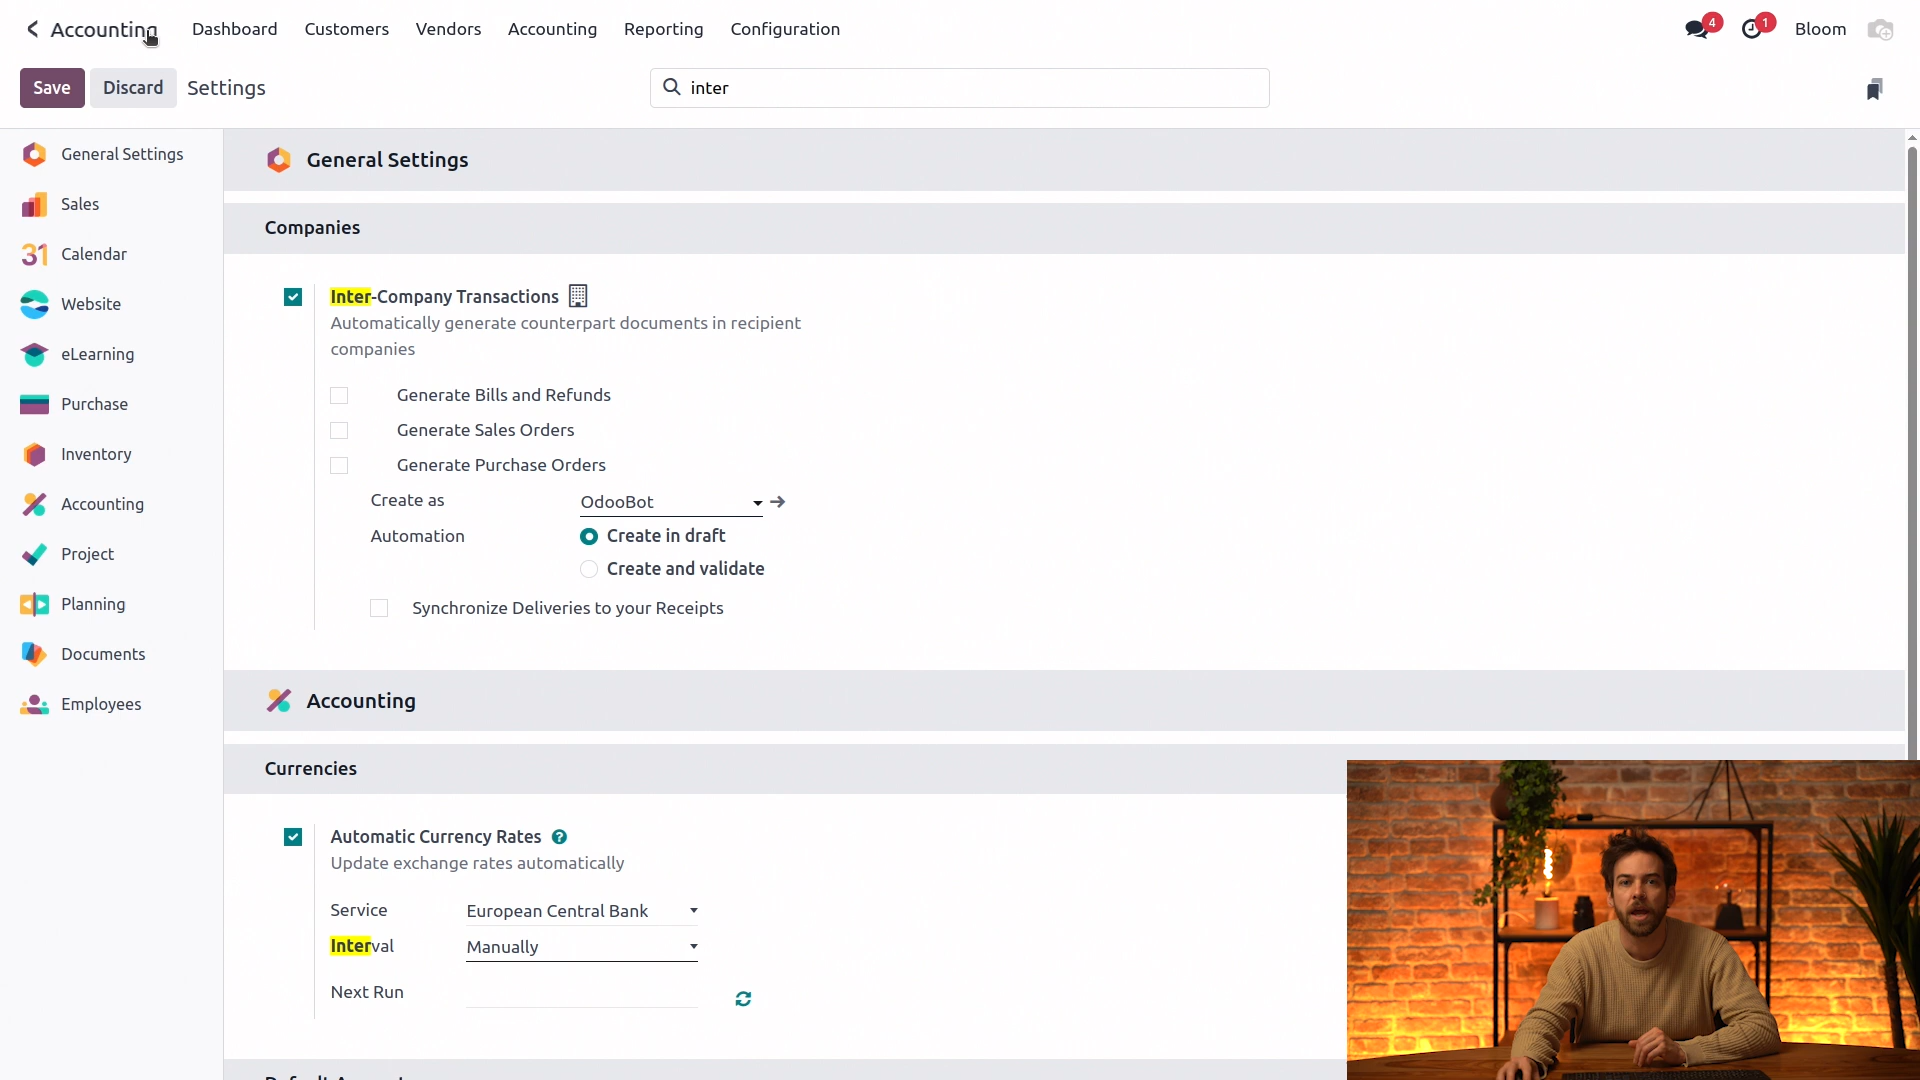 Accounting Dashboard Customers Vendors Accounting Reporting Configuration 4 1 Bloom
Save Discard Settings inter
General Settings
Sales
31 Calendar
Website
eLearning
Purchase
Inventory
Accounting
Project
Planning
Documents
Employees
General Settings
Companies
Inter-Company Transactions
Automatically generate counterpart documents in recipient
companies
Generate Bills and Refunds
Generate Sales Orders
Generate Purchase Orders
Create as OdooBot
Automation Create in draft
Create and validate
Synchronize Deliveries to your Receipts
Accounting
Currencies
Automatic Currency Rates ?
Update exchange rates automatically
Service European Central Bank
Interval Manually
Next Run